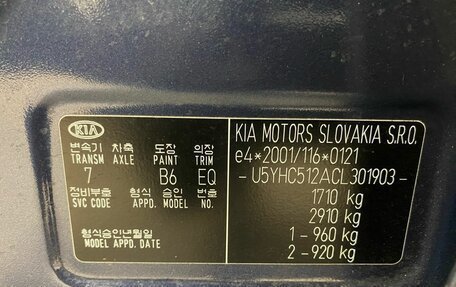 KIA
변속기 차축 도장 의장
TRANSM AXLE PAINT TRIM
7 B6 EQ
정비부호 형식 승인 번호
SVC CODE APPD. MODEL NO.
형식승인년월일
MODEL APPD. DATE
KIA MOTORS SLOVAKIA S.R.O.
e4*2001/116*0121
- U5YHC512ACL301903 -
1710 kg
2910 kg
1 - 960 kg
2 - 920 kg